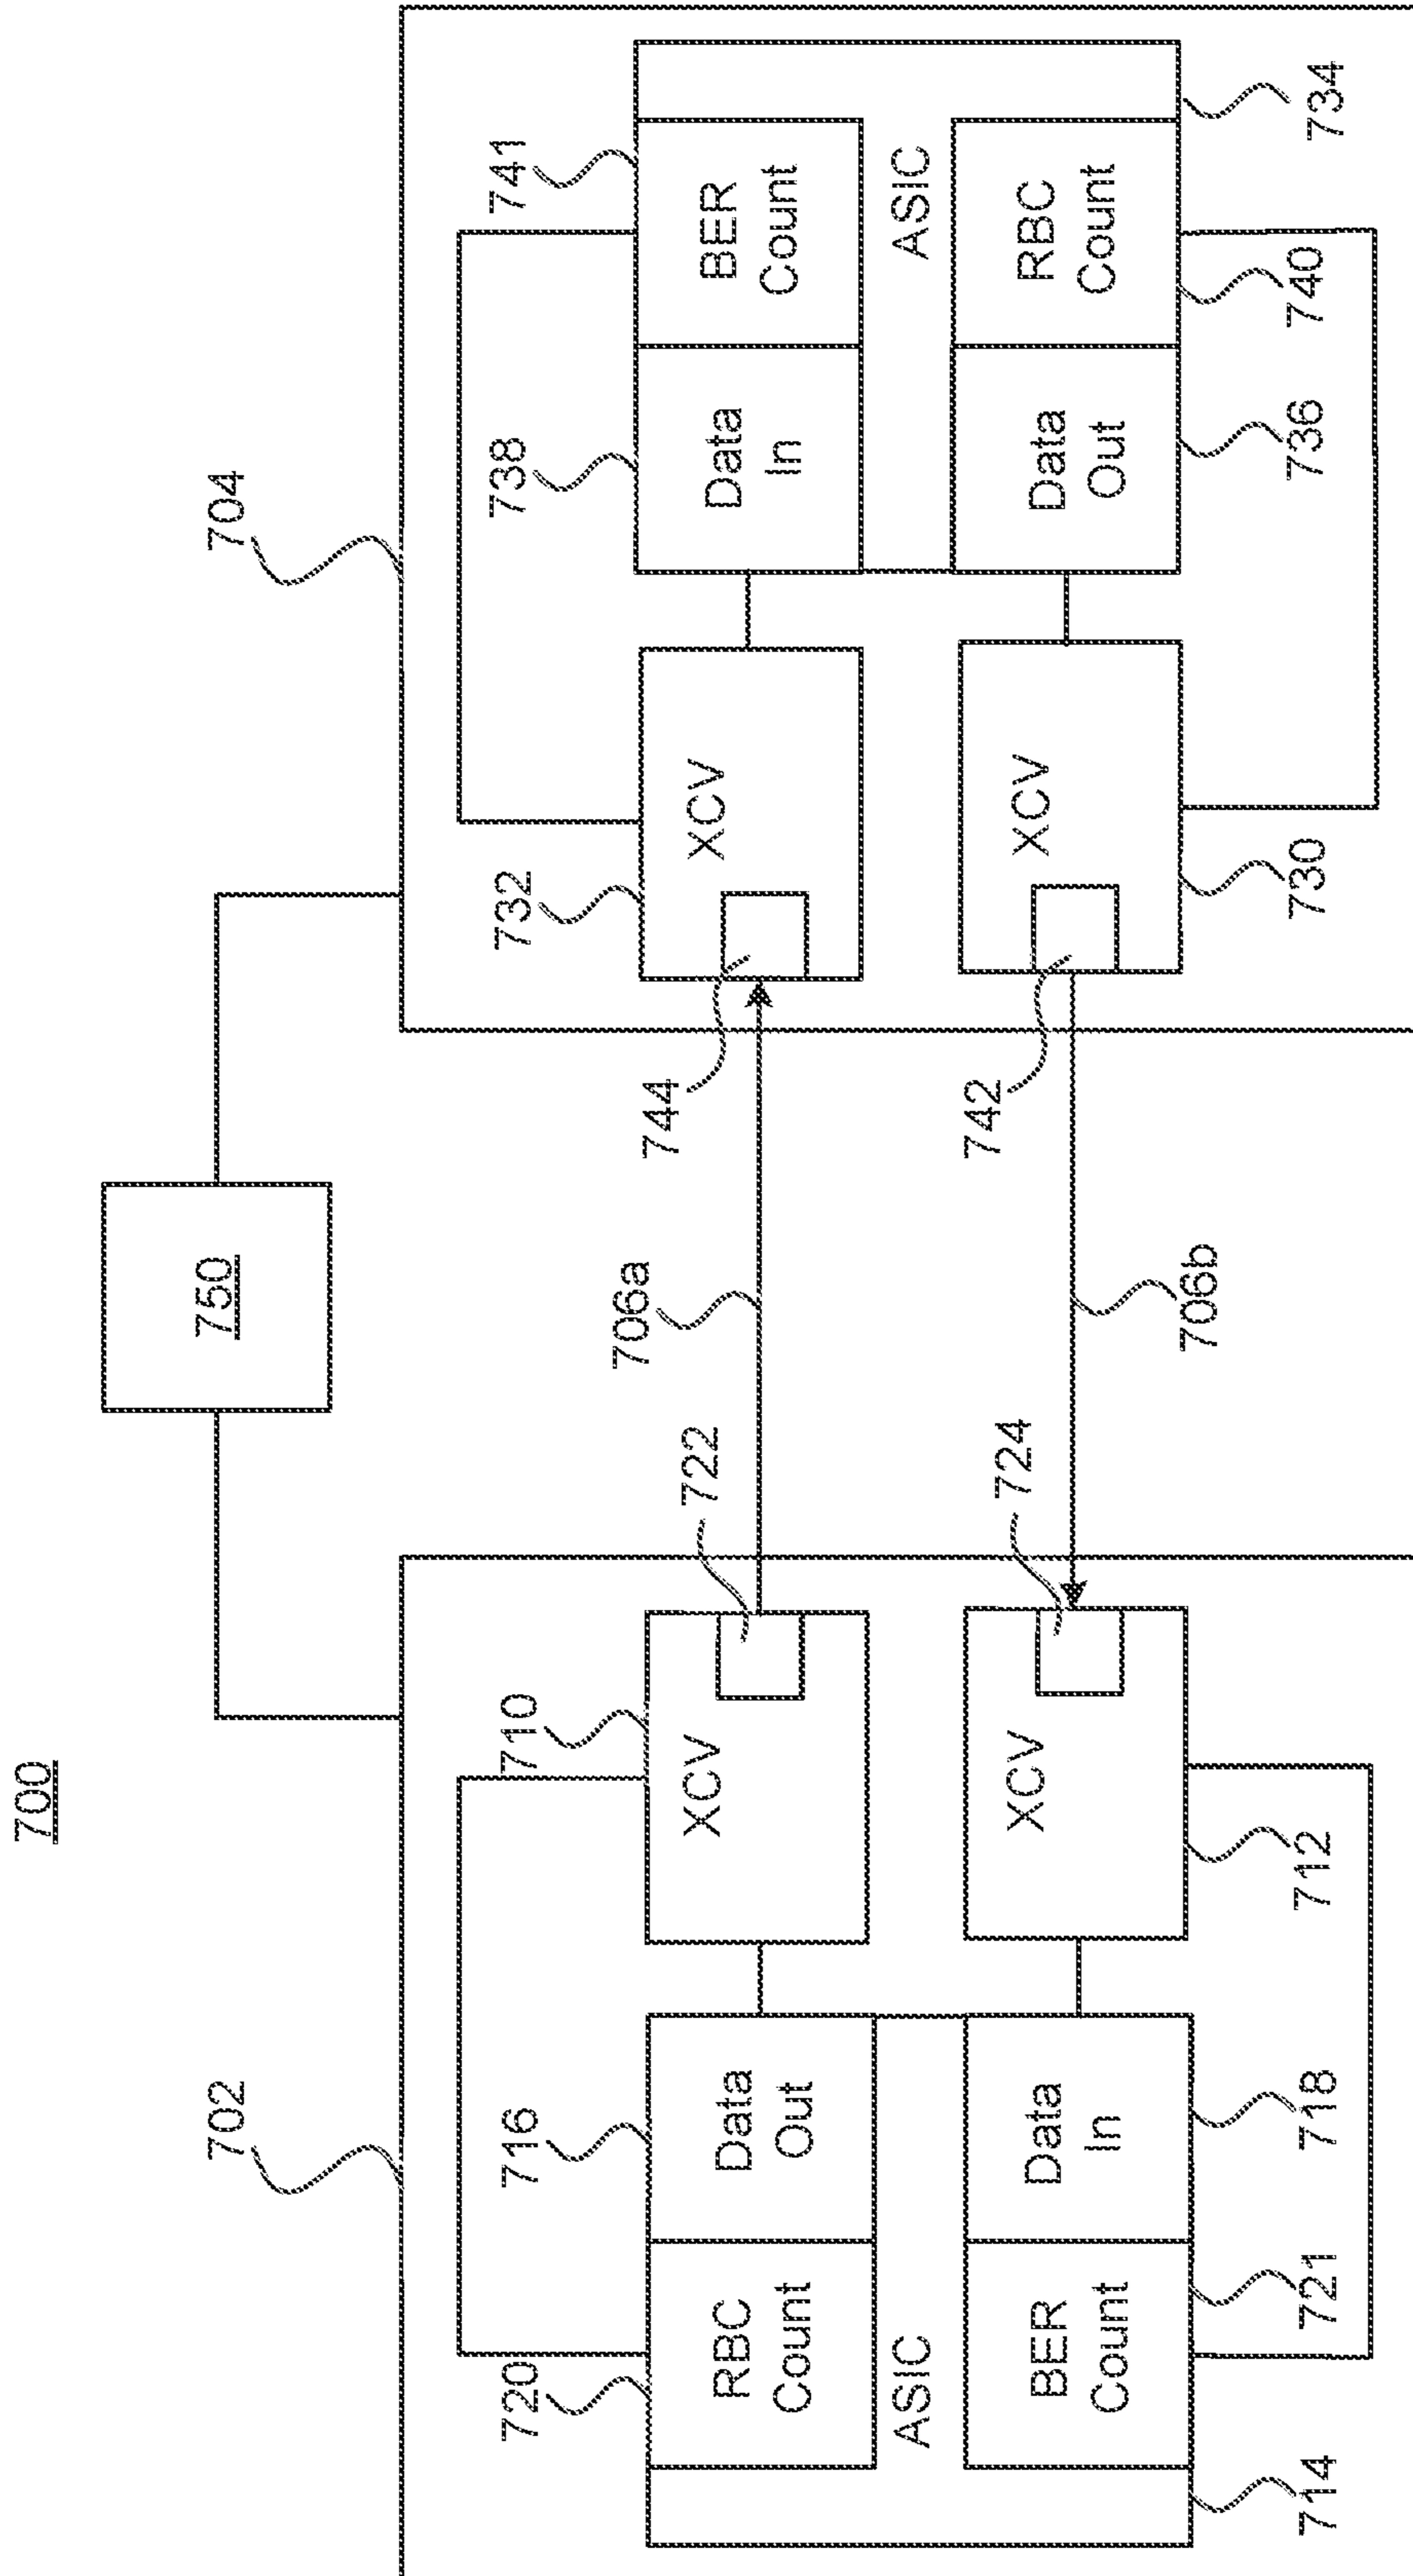 700
750
702
704
720
716
710
722
706a
744
732
738
741
RBC
Count
Data
Out
XCV
XCV
Data
In
BER
Count
ASIC
ASIC
BER
Count
Data
In
XCV
XCV
Data
Out
RBC
Count
714
721
718
712
724
706b
742
730
736
740
734